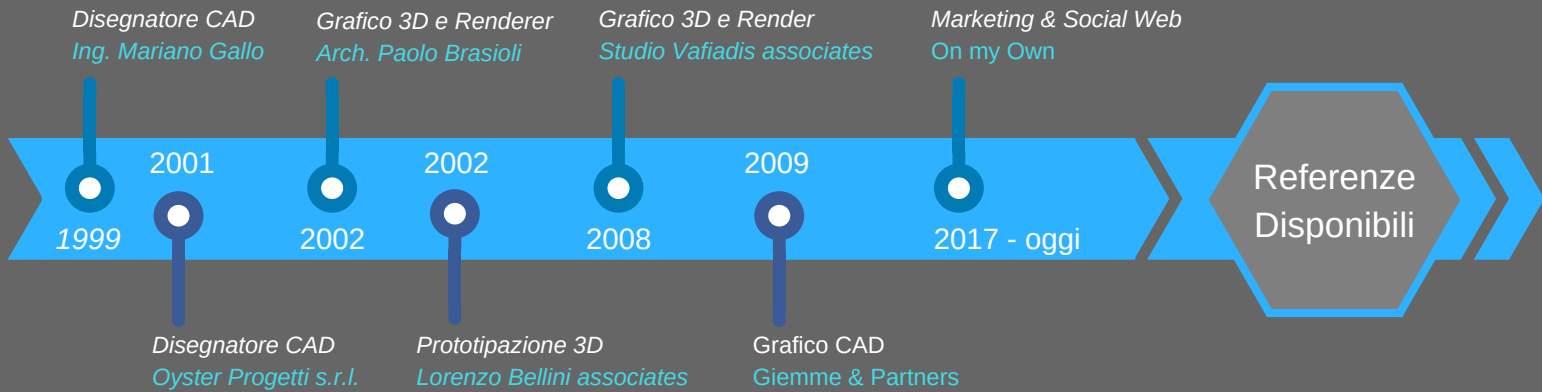 Disegnatore CAD
Ing. Mariano Gallo
Grafico 3D e Renderer
Arch. Paolo Brasioli
Grafico 3D e Render
Studio Vafiadis associates
Marketing & Social Web
On my Own
2001
2002
2009
1999
2002
2008
2017 - oggi
Referenze
Disponibili
Disegnatore CAD
Oyster Progetti s.r.l.
Prototipazione 3D
Lorenzo Bellini associates
Grafico CAD
Giemme & Partners